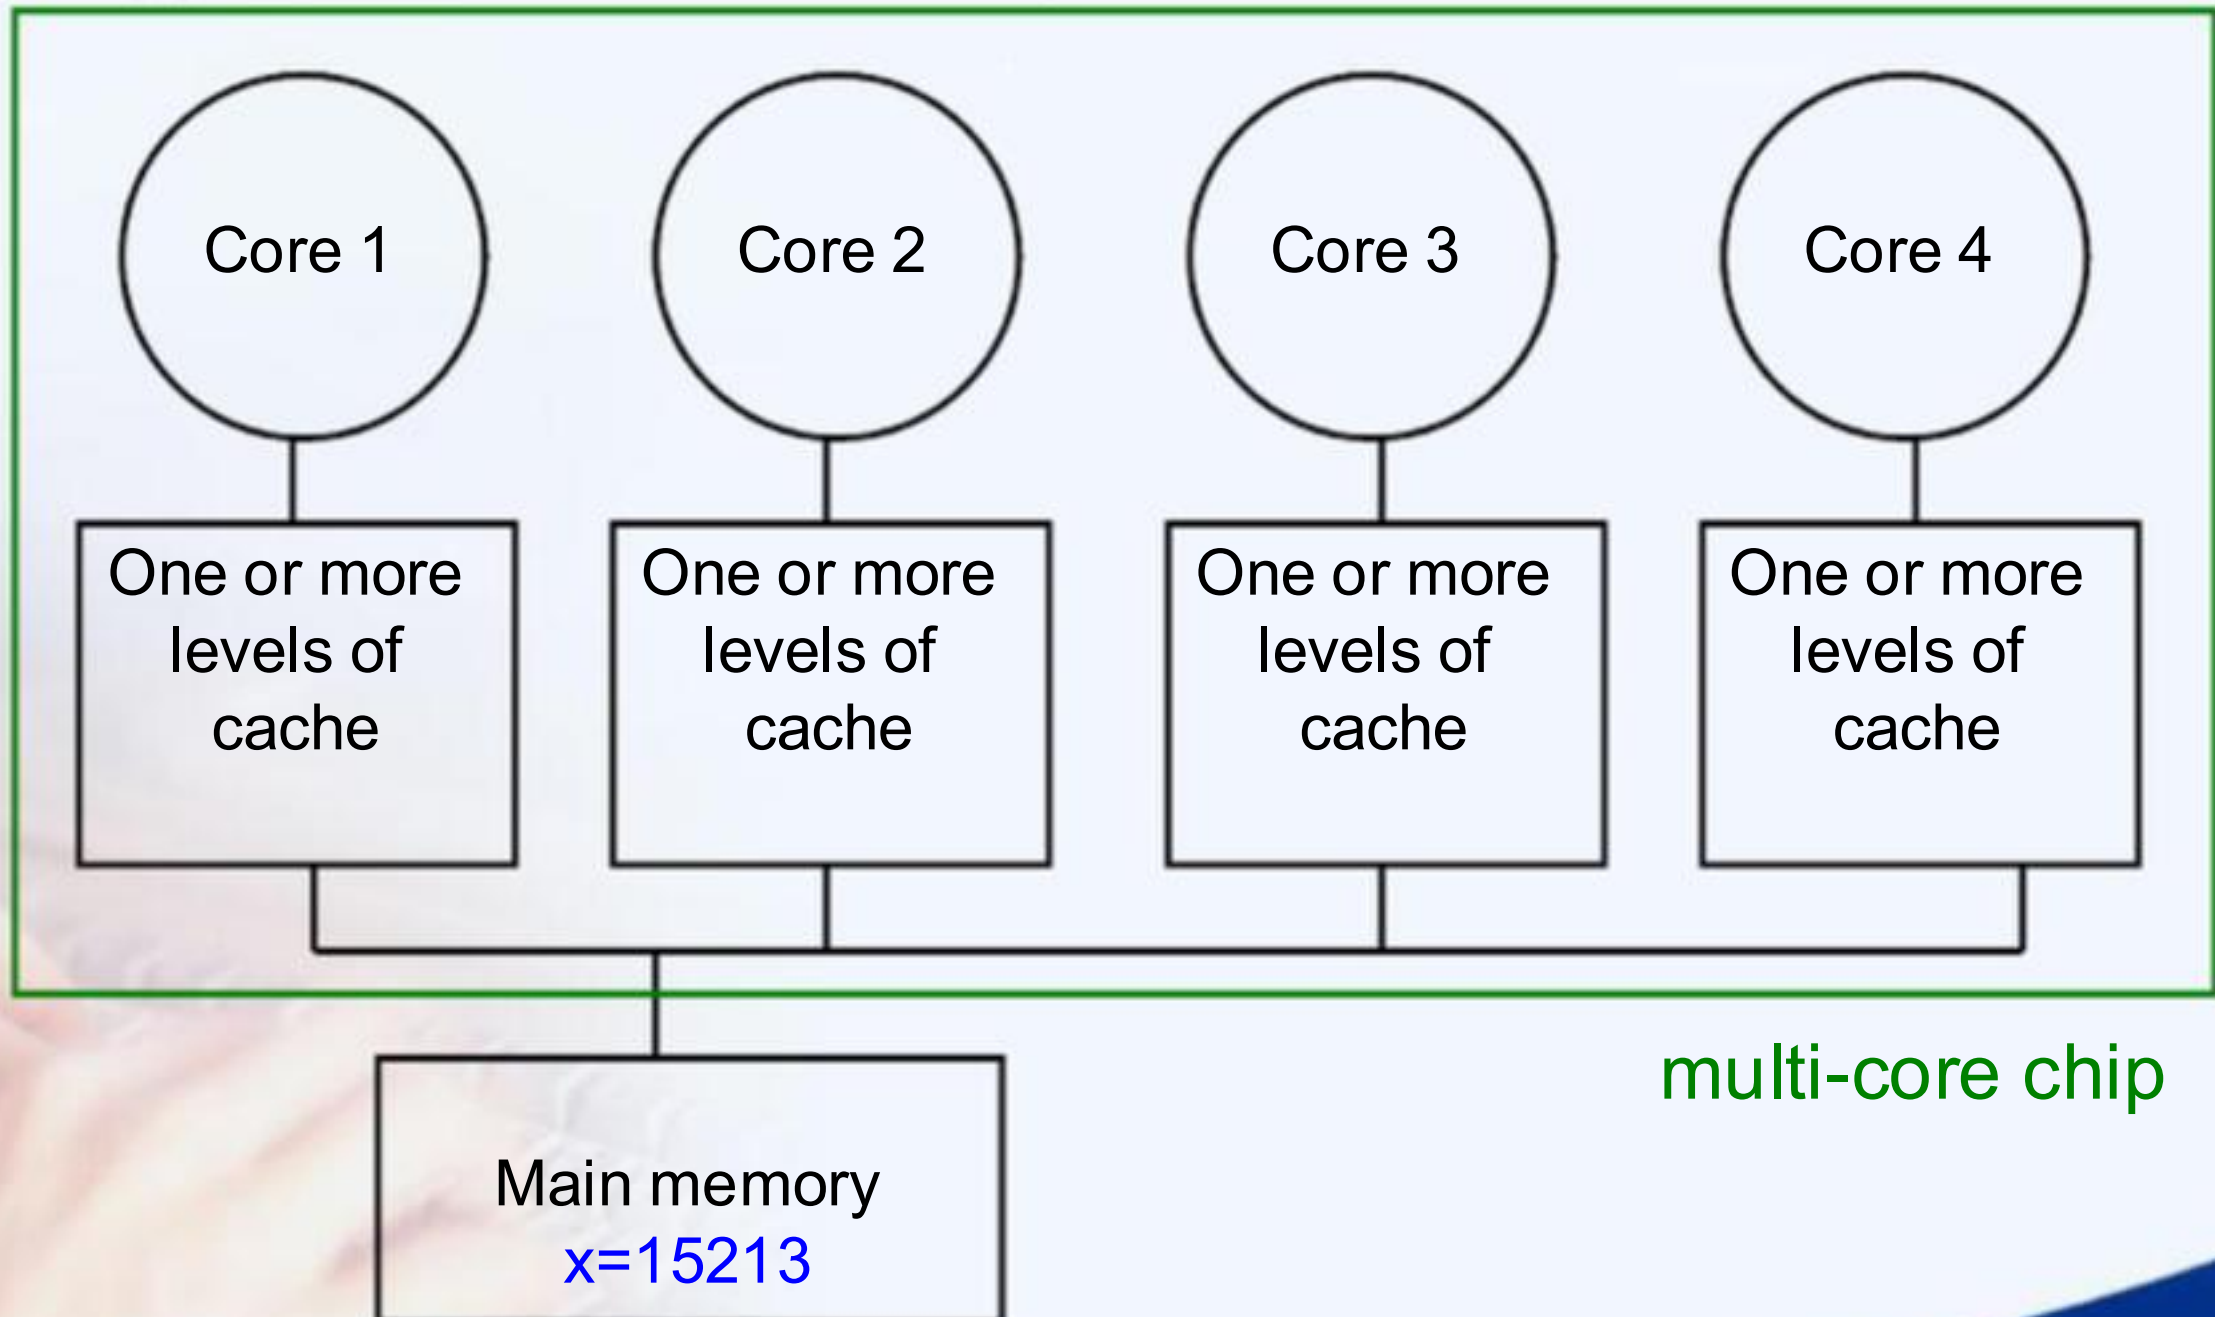 Core 1
Core 2
Core 3
Core 4
One or more
levels of
cache
One or more
levels of
cache
One or more
levels of
cache
One or more
levels of
cache
multi-core chip
Main memory
x=15213